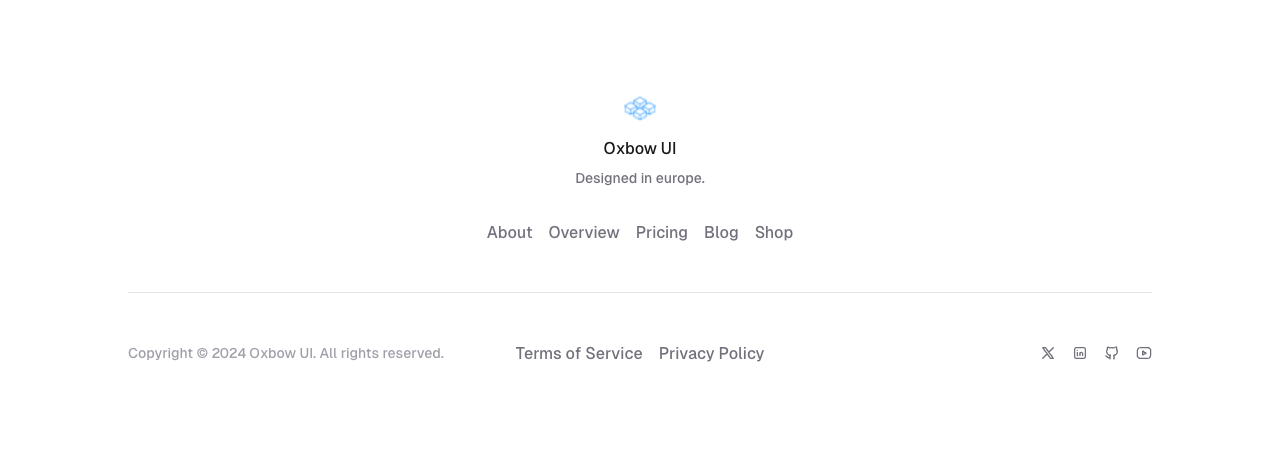 Oxbow UI
Designed in europe.
About Overview Pricing Blog Shop
Copyright © 2024 Oxbow UI. All rights reserved. Terms of Service Privacy Policy